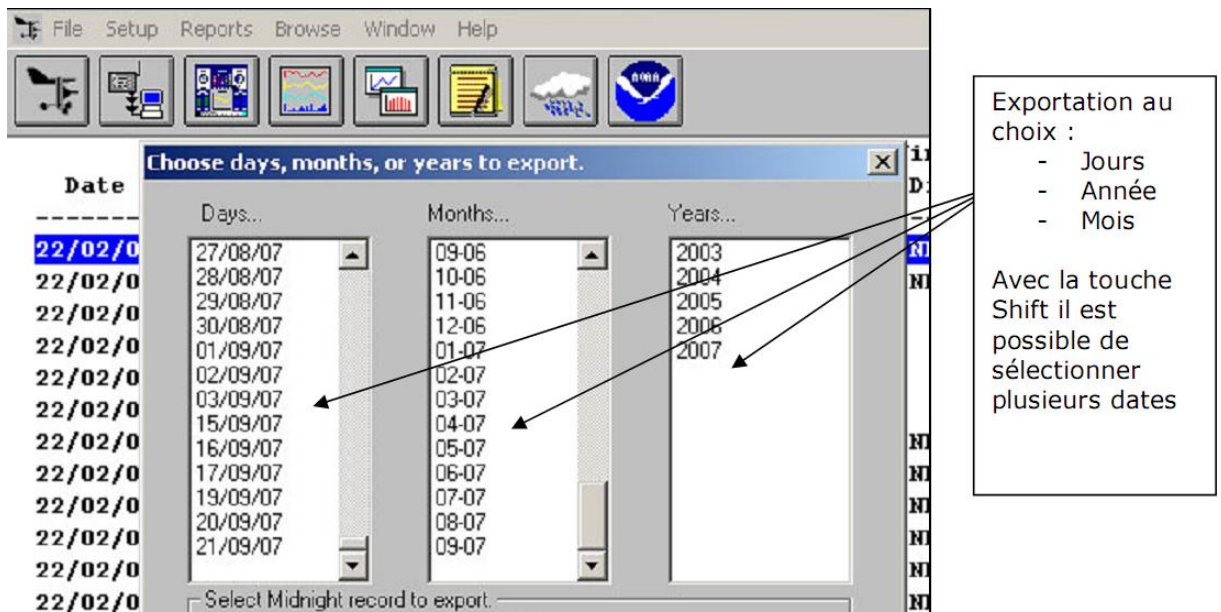 File Setup Reports Browse Window Help
NOAA
Choose days, months, or years to export.
Date
Days... Months... Years...
22/02/0
22/02/0
22/02/0
22/02/0
22/02/0
22/02/0
22/02/0
22/02/0
22/02/0
22/02/0
22/02/0
22/02/0
27/08/07
28/08/07
29/08/07
30/08/07
01/09/07
02/09/07
03/09/07
15/09/07
16/09/07
17/09/07
19/09/07
20/09/07
21/09/07
09-06
10-06
11-06
12-06
01-07
02-07
03-07
04-07
05-07
06-07
07-07
08-07
09-07
2003
2004
2005
2006
2007
Select Midnight record to export.
Exportation au
choix :
- Jours
- Année
- Mois
Avec la touche
Shift il est
possible de
sélectionner
plusieurs dates